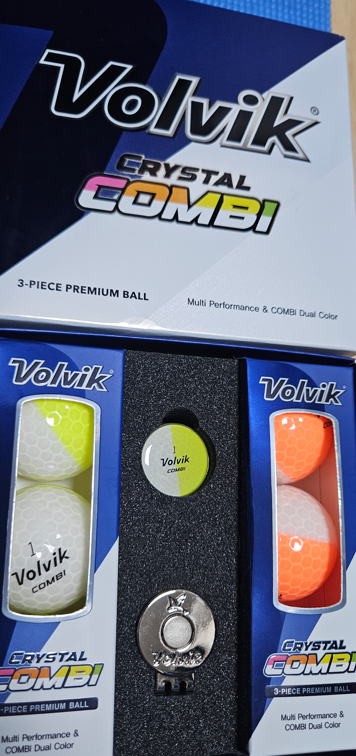 Volvik®
CRYSTAL
COMBI
3-PIECE PREMIUM BALL
Multi Performance & COMBI Dual Color
Volvik
1
Volvik
COMBI
CRYSTAL
COMBI
3-PIECE PREMIUM BALL
Multi Performance &
COMBI Dual Color
1
Volvik
COMBI
Volvik
Volvik
CRYSTAL
COMBI
3-PIECE PREMIUM BALL
Multi Performance &
COMBI Dual Color